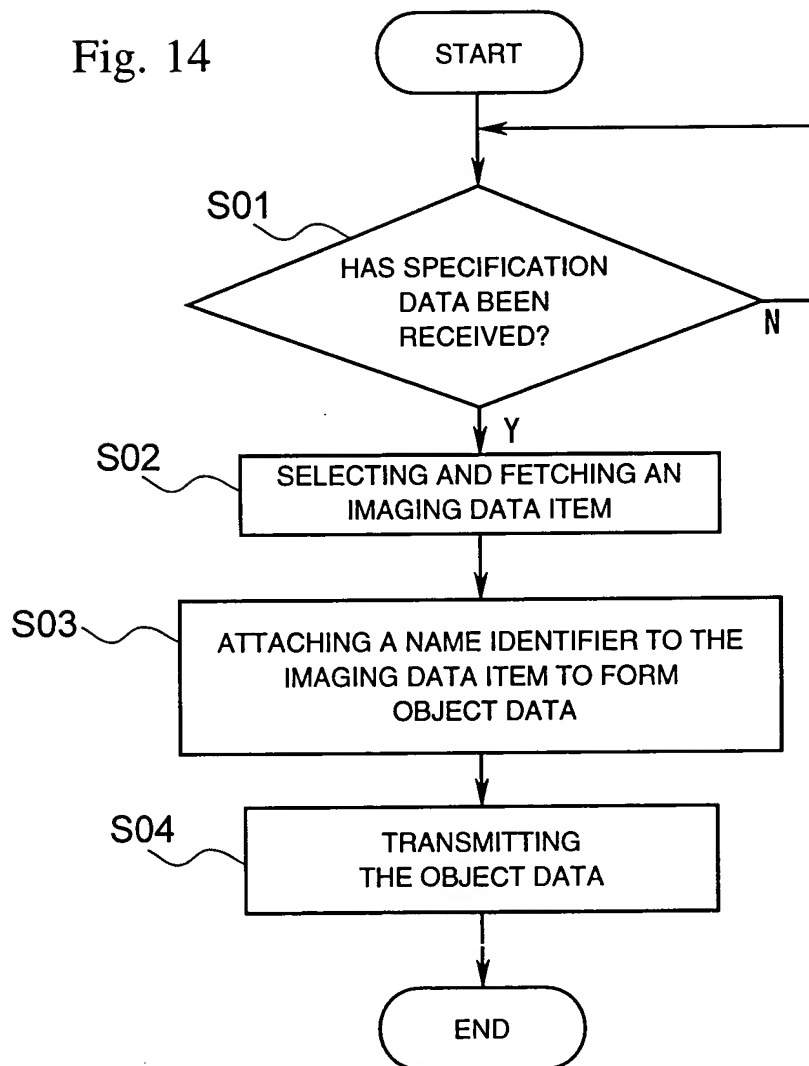 Fig. 14
START
S01
HAS SPECIFICATION
DATA BEEN
RECEIVED?
N
Y
S02
SELECTING AND FETCHING AN
IMAGING DATA ITEM
S03
ATTACHING A NAME IDENTIFIER TO THE
IMAGING DATA ITEM TO FORM
OBJECT DATA
S04
TRANSMITTING
THE OBJECT DATA
END